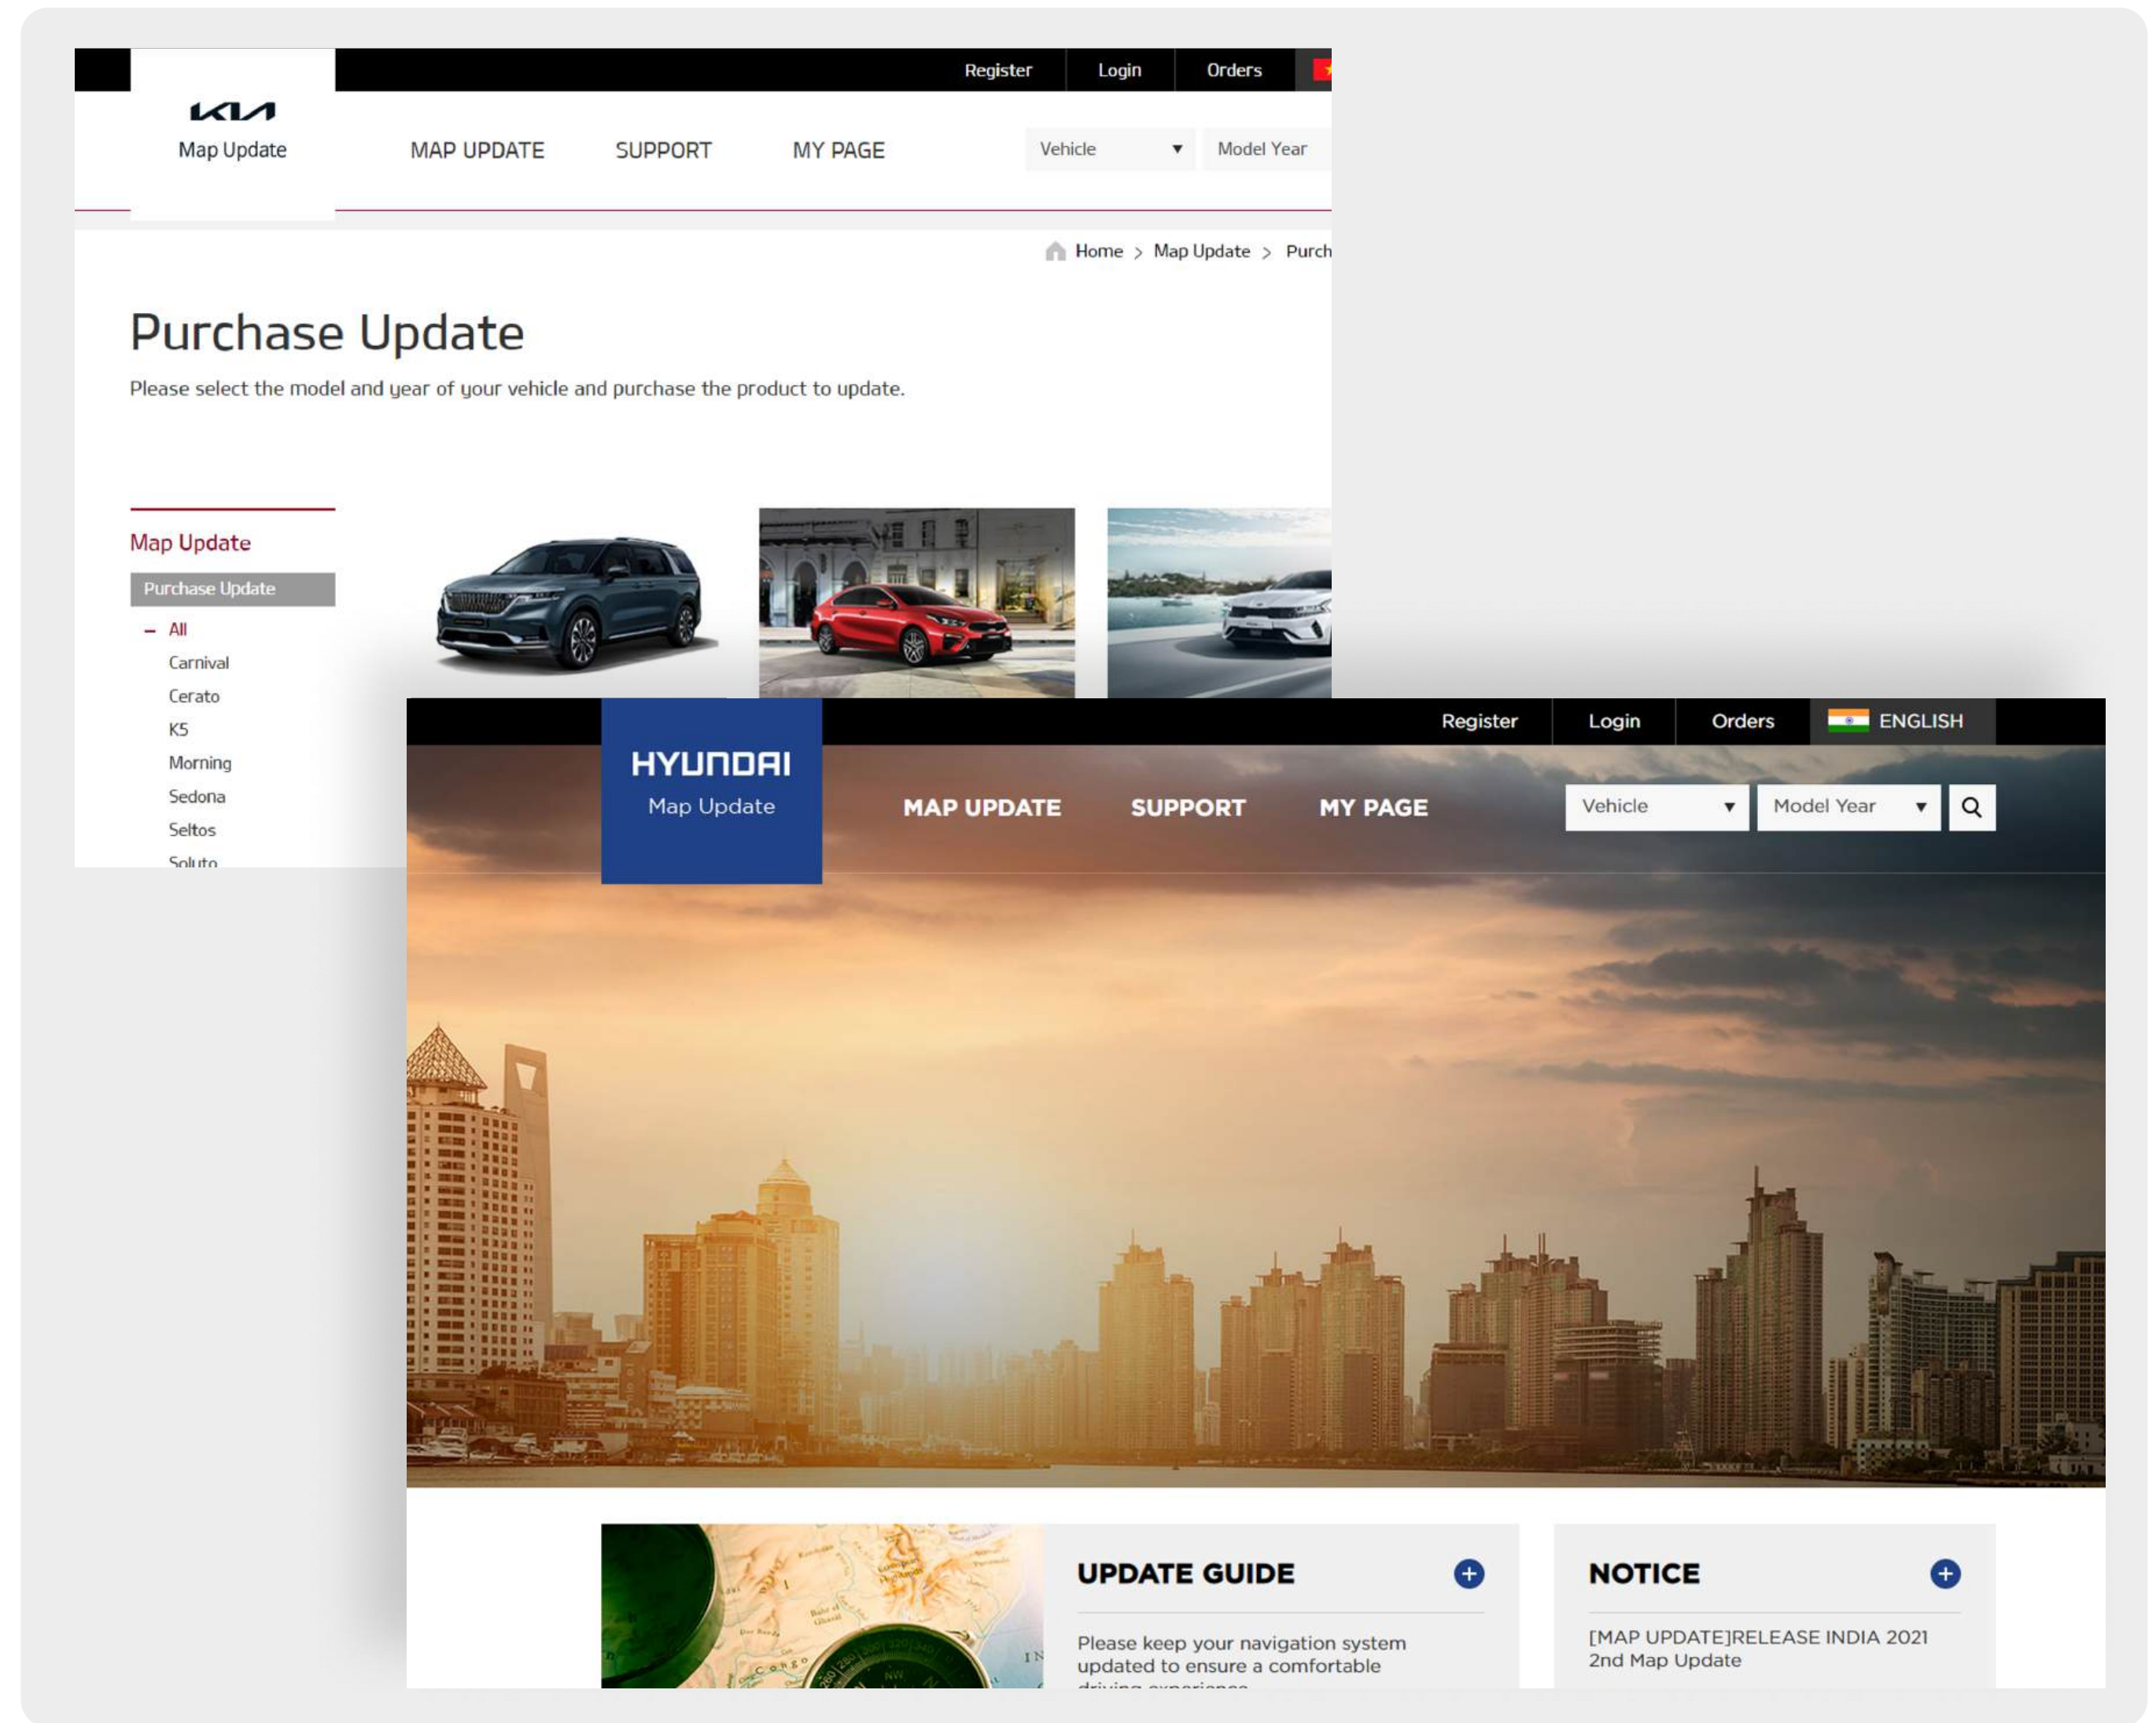 Register Login Orders
KIA
Map Update
MAP UPDATE SUPPORT MY PAGE Vehicle Model Year
Home > Map Update > Purch
Purchase Update
Please select the model and year of your vehicle and purchase the product to update.
Map Update
Purchase Update
– All
Carnival
Cerato
K5
Morning
Sedona
Seltos
Soluto
Register Login Orders ENGLISH
HYUNDAI
Map Update
MAP UPDATE SUPPORT MY PAGE Vehicle Model Year
UPDATE GUIDE
Please keep your navigation system
updated to ensure a comfortable
driving experience
NOTICE
[MAP UPDATE]RELEASE INDIA 2021
2nd Map Update